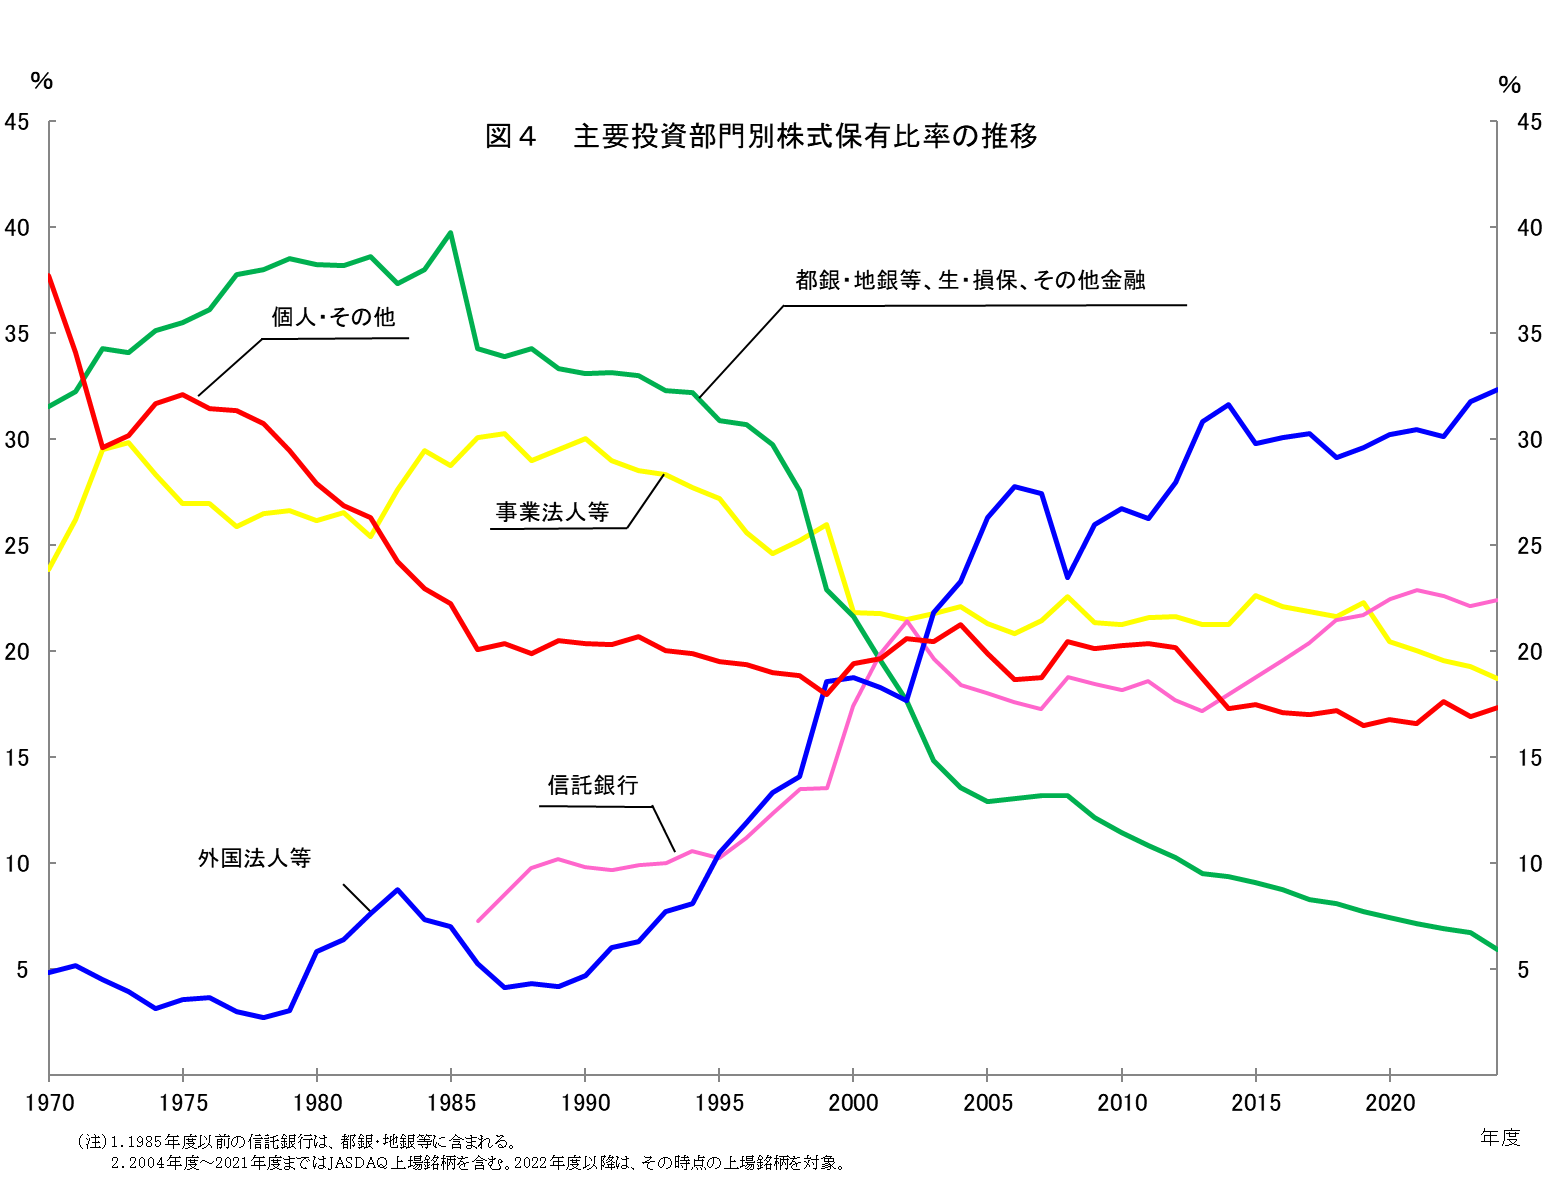 %
%
図４　主要投資部門別株式保有比率の推移
45
45
40
40
都銀・地銀等、生・損保、その他金融
個人・その他
35
35
30
30
事業法人等
25
25
20
20
15
15
信託銀行
外国法人等
10
10
5
5
1970 1975 1980 1985 1990 1995 2000 2005 2010 2015 2020
年度
（注）1.1985年度以前の信託銀行は、都銀・地銀等に含まれる。
2.2004年度～2021年度まではJASDAQ上場銘柄を含む。2022年度以降は、その時点の上場銘柄を対象。